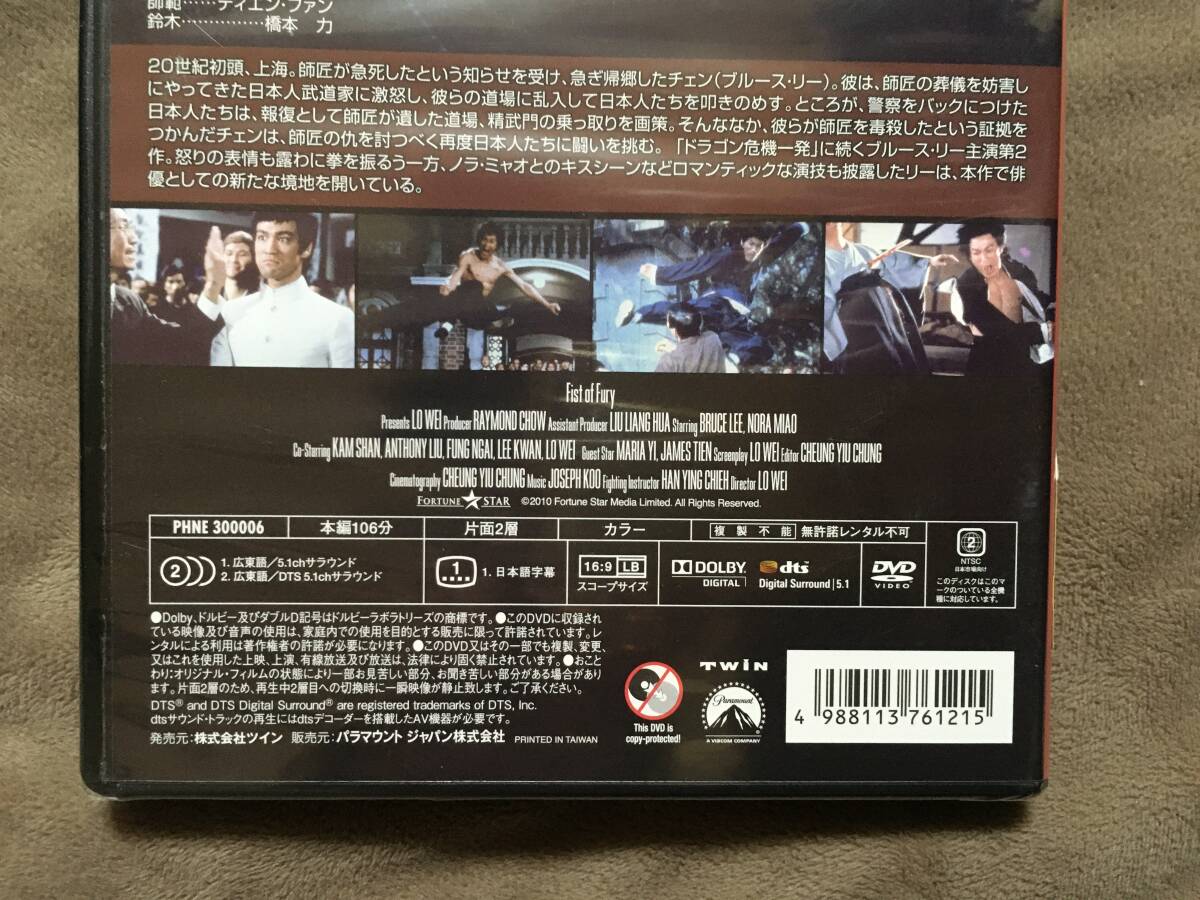 師範……ティエン・ファン
鈴木……………橋本 力
20世紀初頭、上海。師匠が急死したという知らせを受け、急ぎ帰郷したチェン(ブルース・リー)。彼は、師匠の葬儀を妨害し
にやってきた日本人武道家に激怒し、彼らの道場に乱入して日本人たちを叩きのめす。ところが、警察をバックにつけた
日本人たちは、報復として師匠が遺した道場、精武門の乗っ取りを画策。そんななか、彼らが師匠を毒殺したという証拠を
つかんだチェンは、師匠の仇を討つべく再度日本人たちに闘いを挑む。「ドラゴン危機一発」に続くブルース・リー主演第2
作。怒りの表情も露わに拳を振るう一方、ノラ・ミャオとのキスシーンなどロマンティックな演技も披露したリーは、本作で俳
優としての新たな境地を開いている。
Fist of Fury
Presents LO WEI Producer RAYMOND CHOW Assistant Producer LIU LIANG HUA Starring BRUCE LEE, NORA MIAO
Co-Starring KAM SHAN, ANTHONY LIU, FUNG NGAI, LEE KWAN, LO WEI Guest Star MARIA YI, JAMES TIEN Screenplay LO WEI Editor CHEUNG YIU CHUNG
Cinematography CHEUNG YIU CHUNG Music JOSEPH KOO Fighting Instructor HAN YING CHIEH Director LO WEI
FORTUNE STAR ©2010 Fortune Star Media Limited. All Rights Reserved.
PHNE 300006 本編106分 片面2層 カラー 複製不能 無許諾レンタル不可
2 1. 広東語/5.1chサラウンド
2. 広東語/DTS 5.1chサラウンド
1 1. 日本語字幕
16:9 LB
スコープサイズ
DOLBY
DIGITAL
dts
Digital Surround | 5.1
DVD
VIDEO
2
NTSC
日本市場向け
このディスクはこのマ
ークのついている全機
種に対応しています。
●Dolby、ドルビー及びダブルD記号はドルビーラボラトリーズの商標です。●このDVDに収録され
ている映像及び音声の使用は、家庭内での使用を目的とする販売に限って許諾されています。レ
ンタルによる利用は著作権者の許諾が必要になります。●このDVD又はその一部でも複製、変更、
又はこれを使用した上映、上演、有線放送及び放送は、法律により固く禁止されています。●おこと
わり:オリジナル・フィルムの状態により一部お見苦しい部分、お聞き苦しい部分がある場合があり
ます。片面2層のため、再生中2層目への切換時に一瞬映像が静止致します。ご了承ください。
DTS® and DTS Digital Surround® are registered trademarks of DTS, Inc.
dtsサウンド・トラックの再生にはdtsデコーダーを搭載したAV機器が必要です。
発売元:株式会社ツイン 販売元:パラマウント ジャパン株式会社 PRINTED IN TAIWAN
This DVD is
copy-protected!
TWIN
Paramount
A VIACOM COMPANY
4 988113 761215